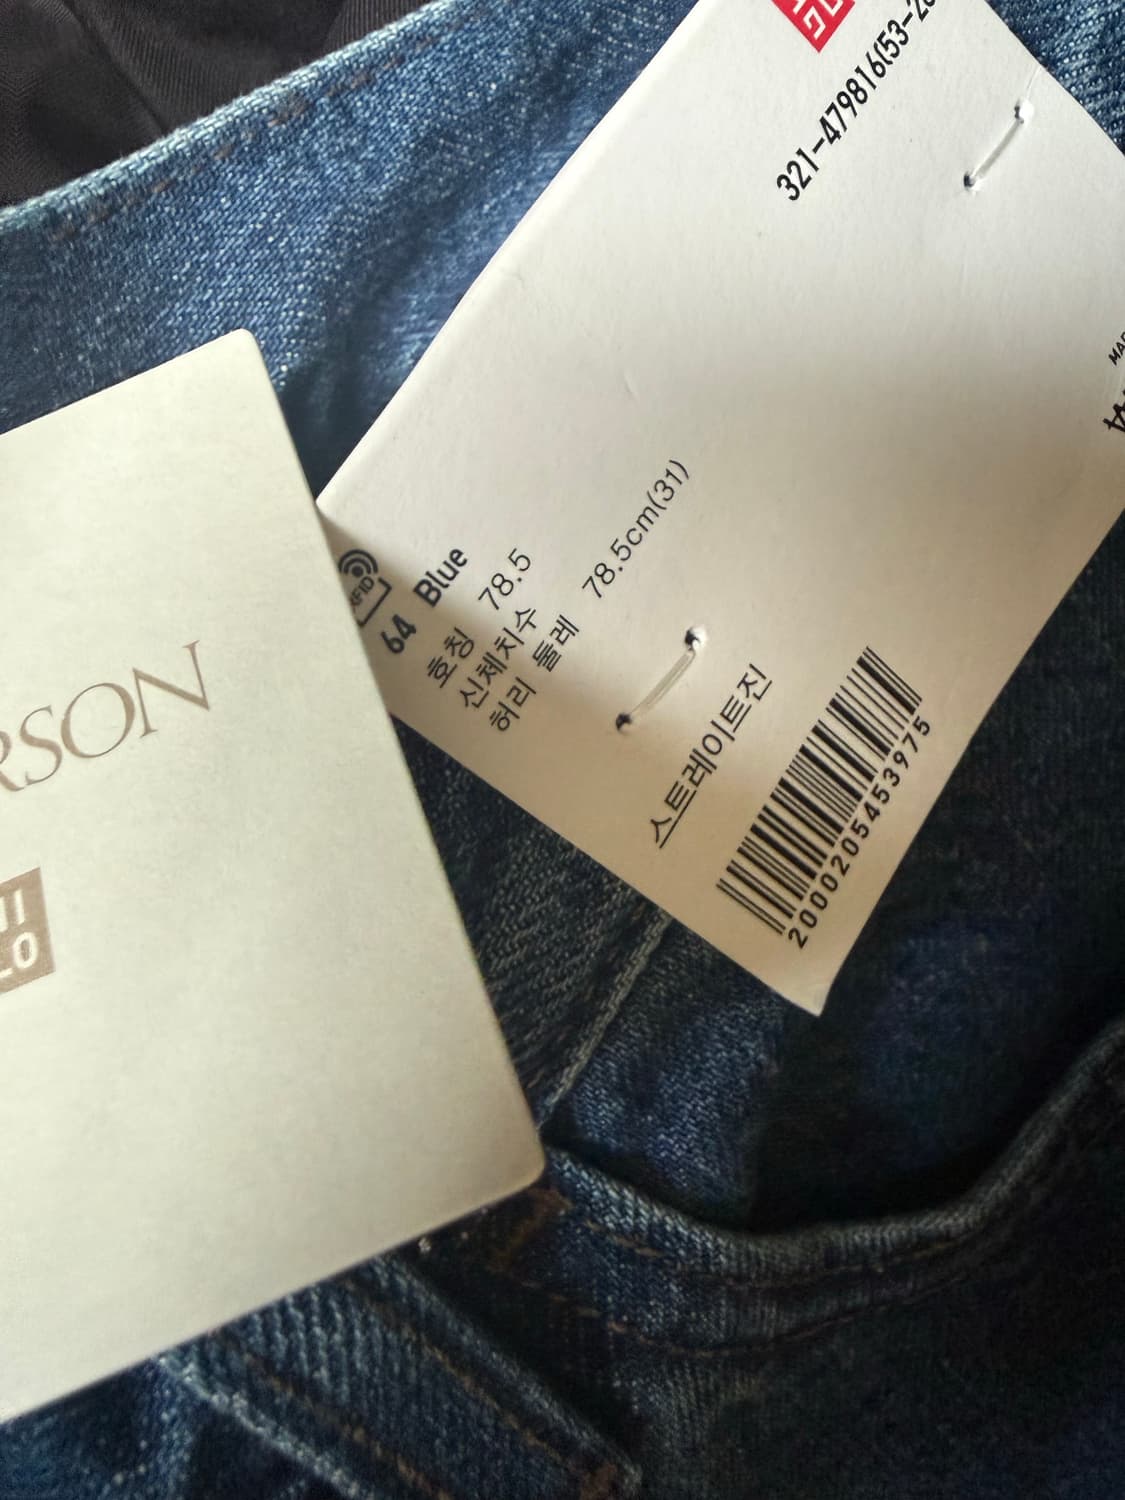 RSON
321-479816(53-2
RFID
64 Blue
호칭 78.5
신체치수
허리 둘레 78.5cm(31)
스트레이트진
2000205453975